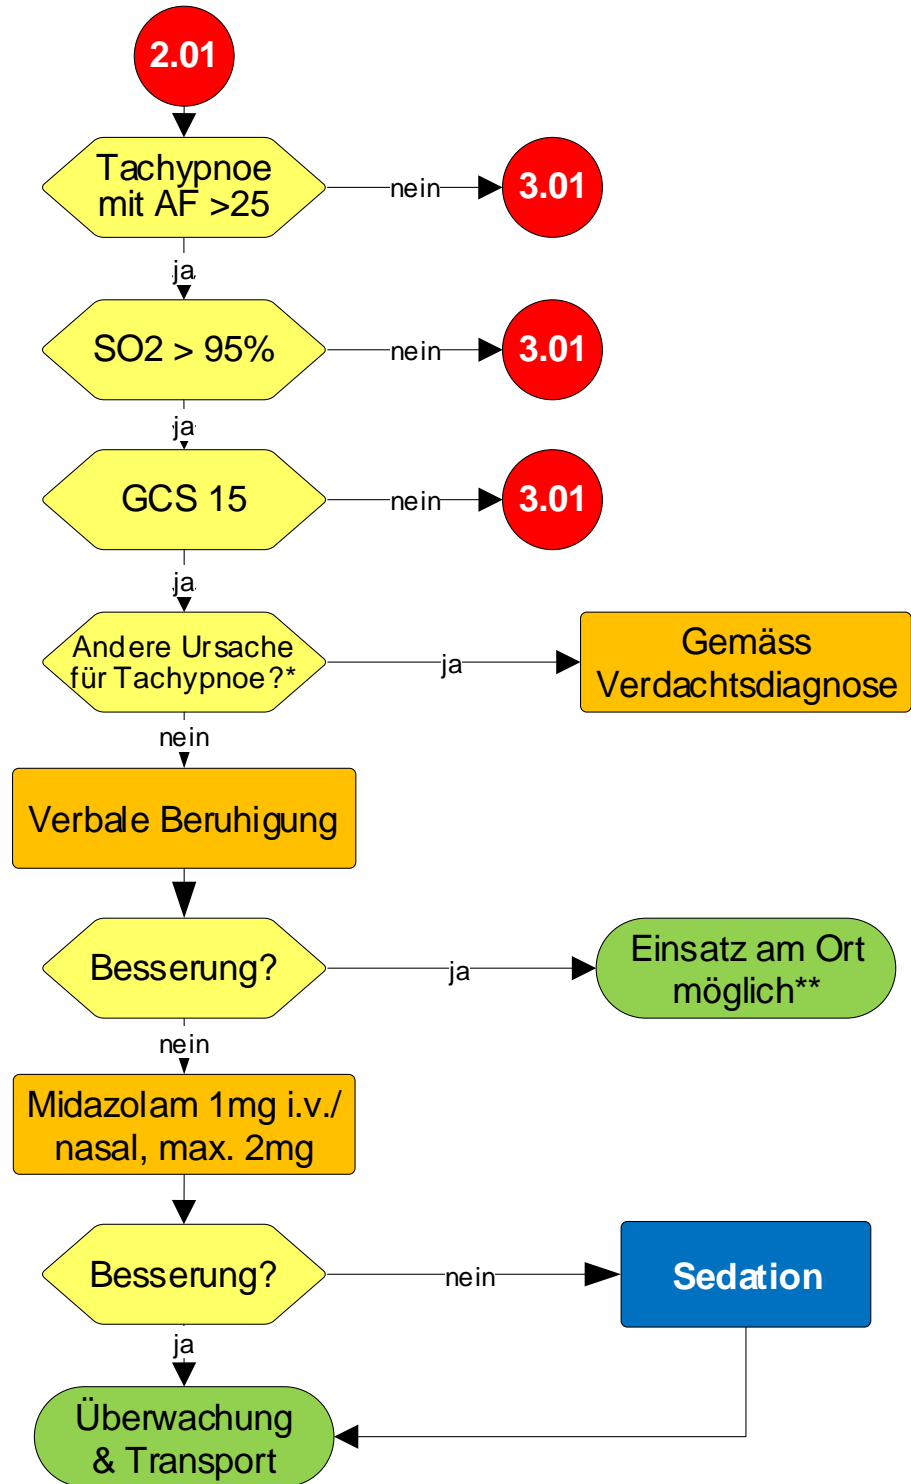 2.01
Tachypnoe
mit AF >25
nein
3.01
ja
SO2 > 95%
nein
3.01
ja
GCS 15
nein
3.01
ja
Andere Ursache
für Tachypnoe?*
ja
Gemäss
Verdachtsdiagnose
nein
Verbale Beruhigung
Besserung?
ja
Einsatz am Ort
möglich**
nein
Midazolam 1mg i.v./
nasal, max. 2mg
Besserung?
nein
Sedation
ja
Überwachung
& Transport